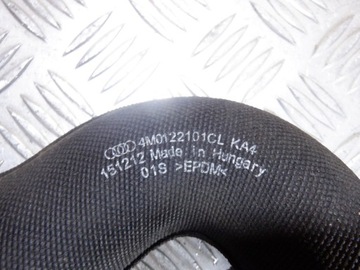 4M0122101CL KA4
151212 Made in Hungary
01S >EPDM<